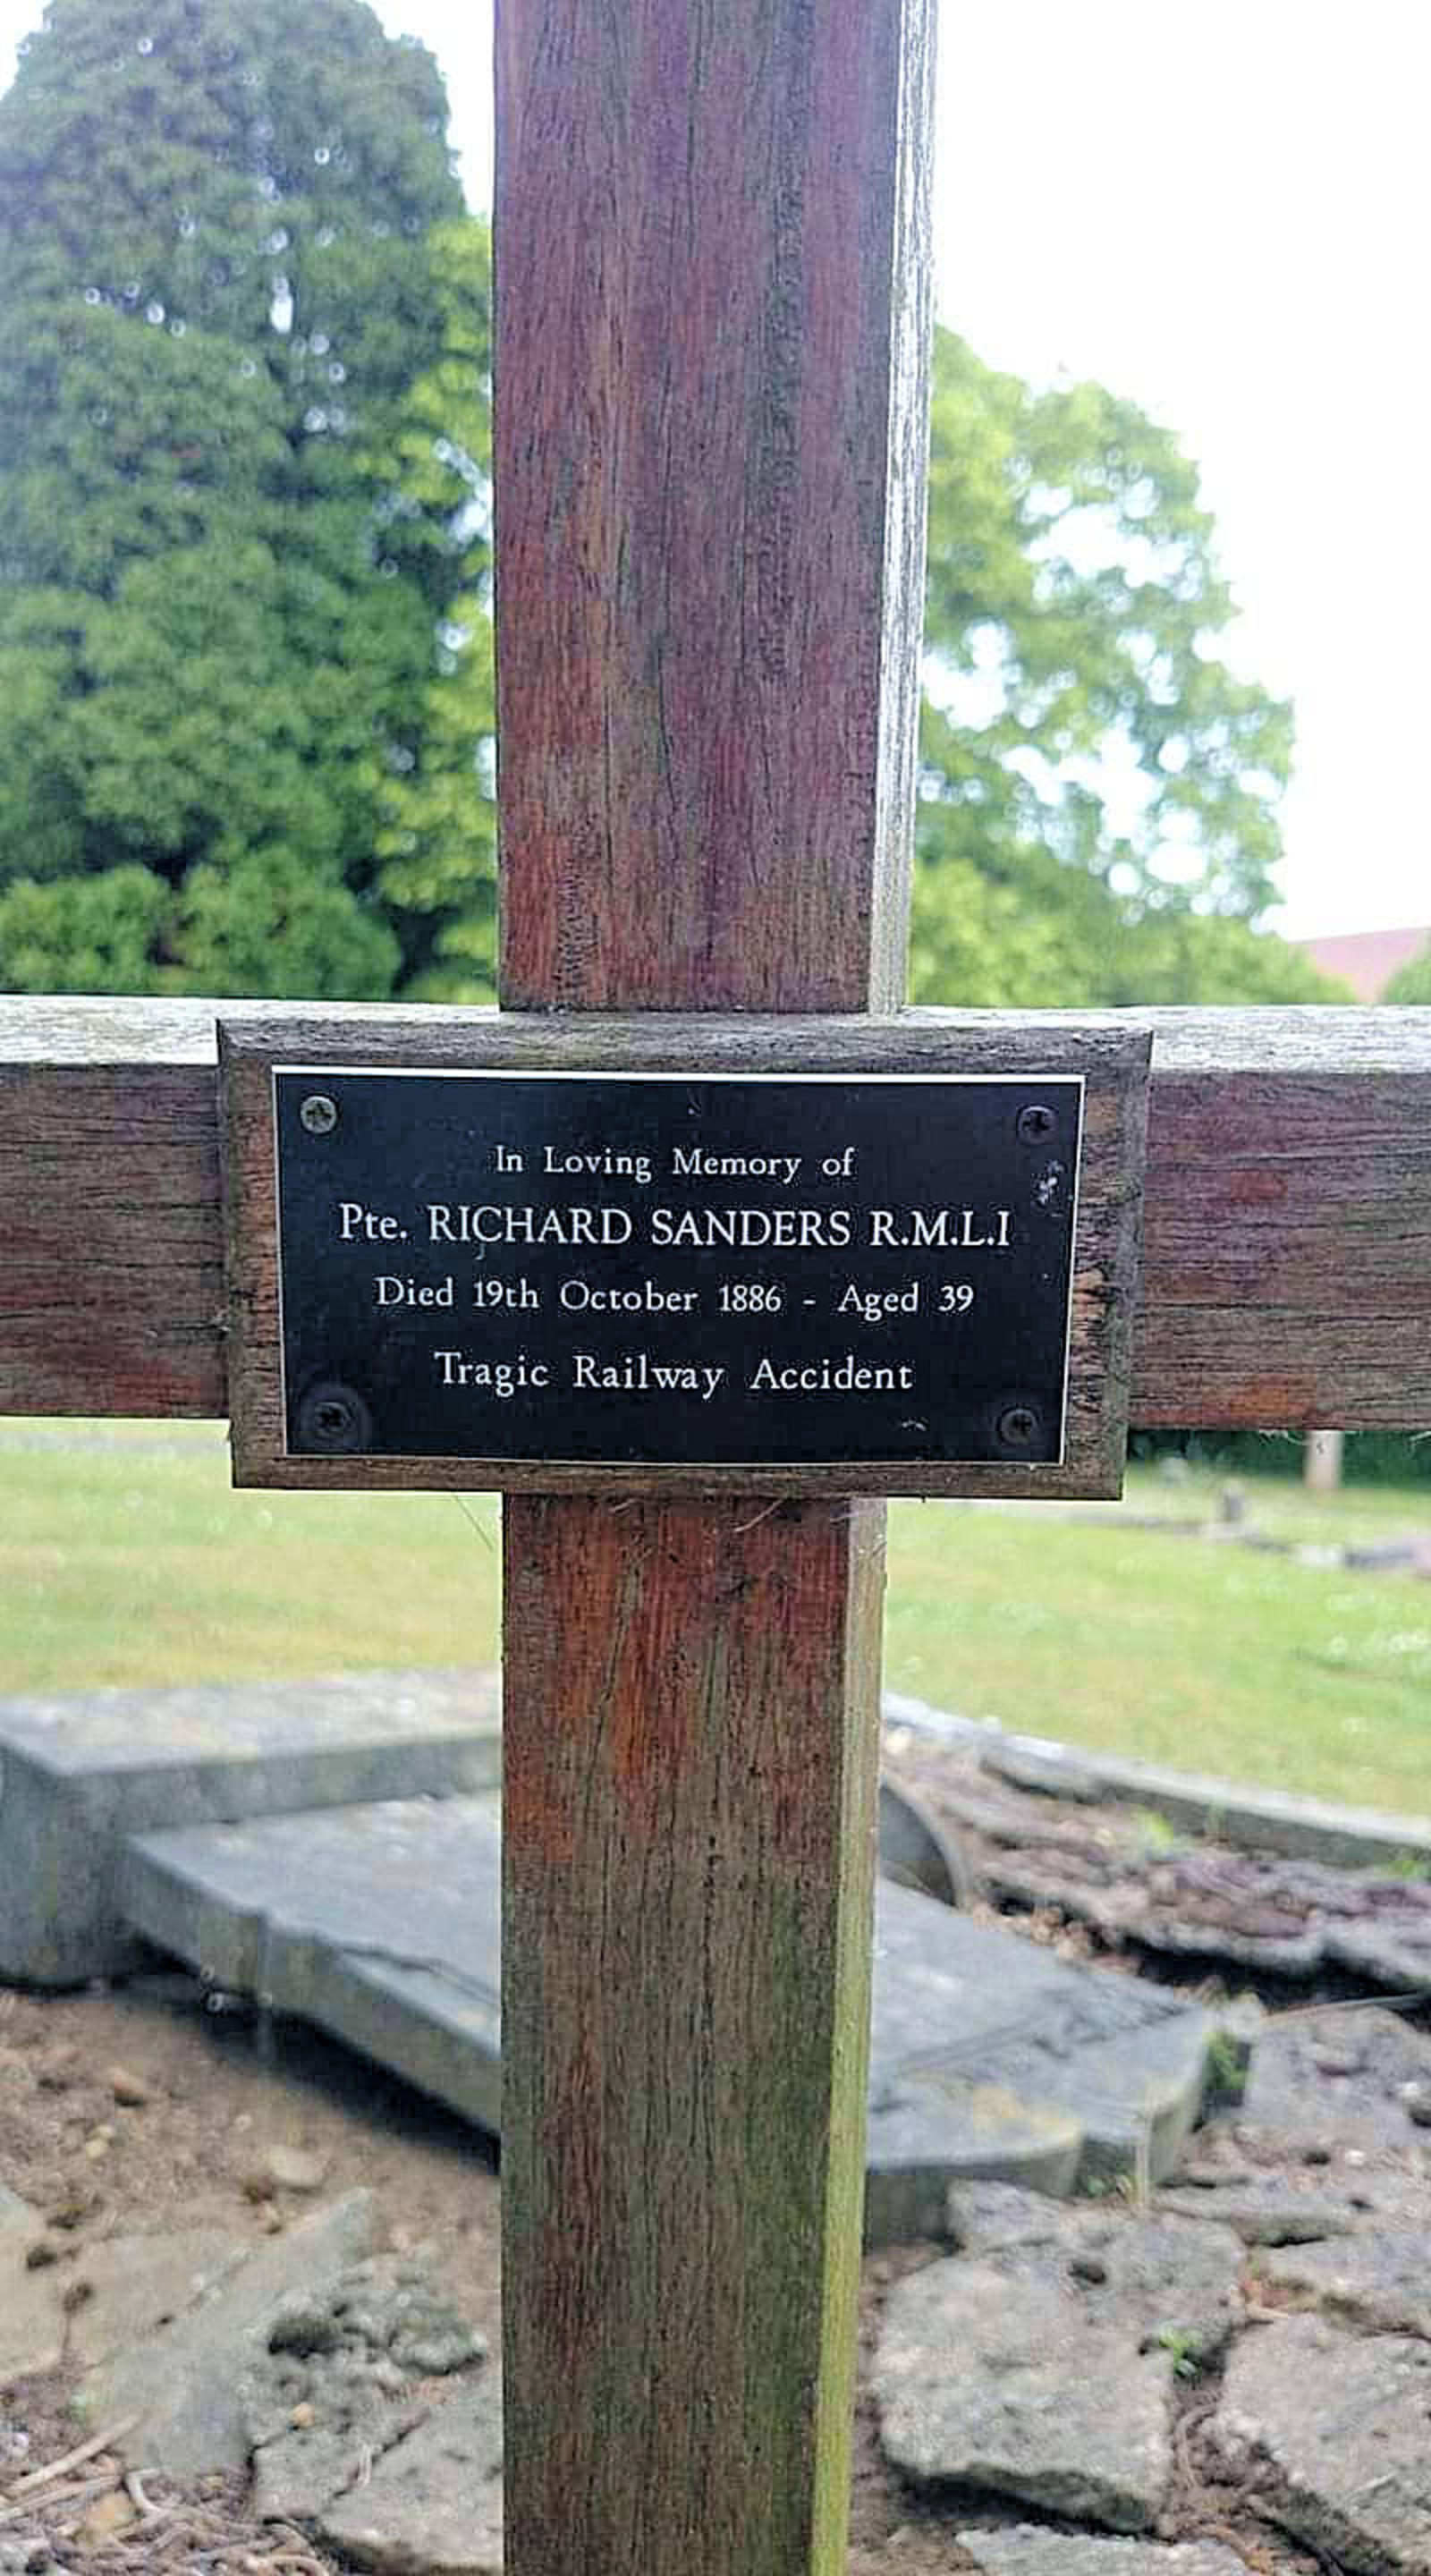 In Loving Memory of
Pte. RICHARD SANDERS R.M.L.I
Died 19th October 1886 - Aged 39
Tragic Railway Accident